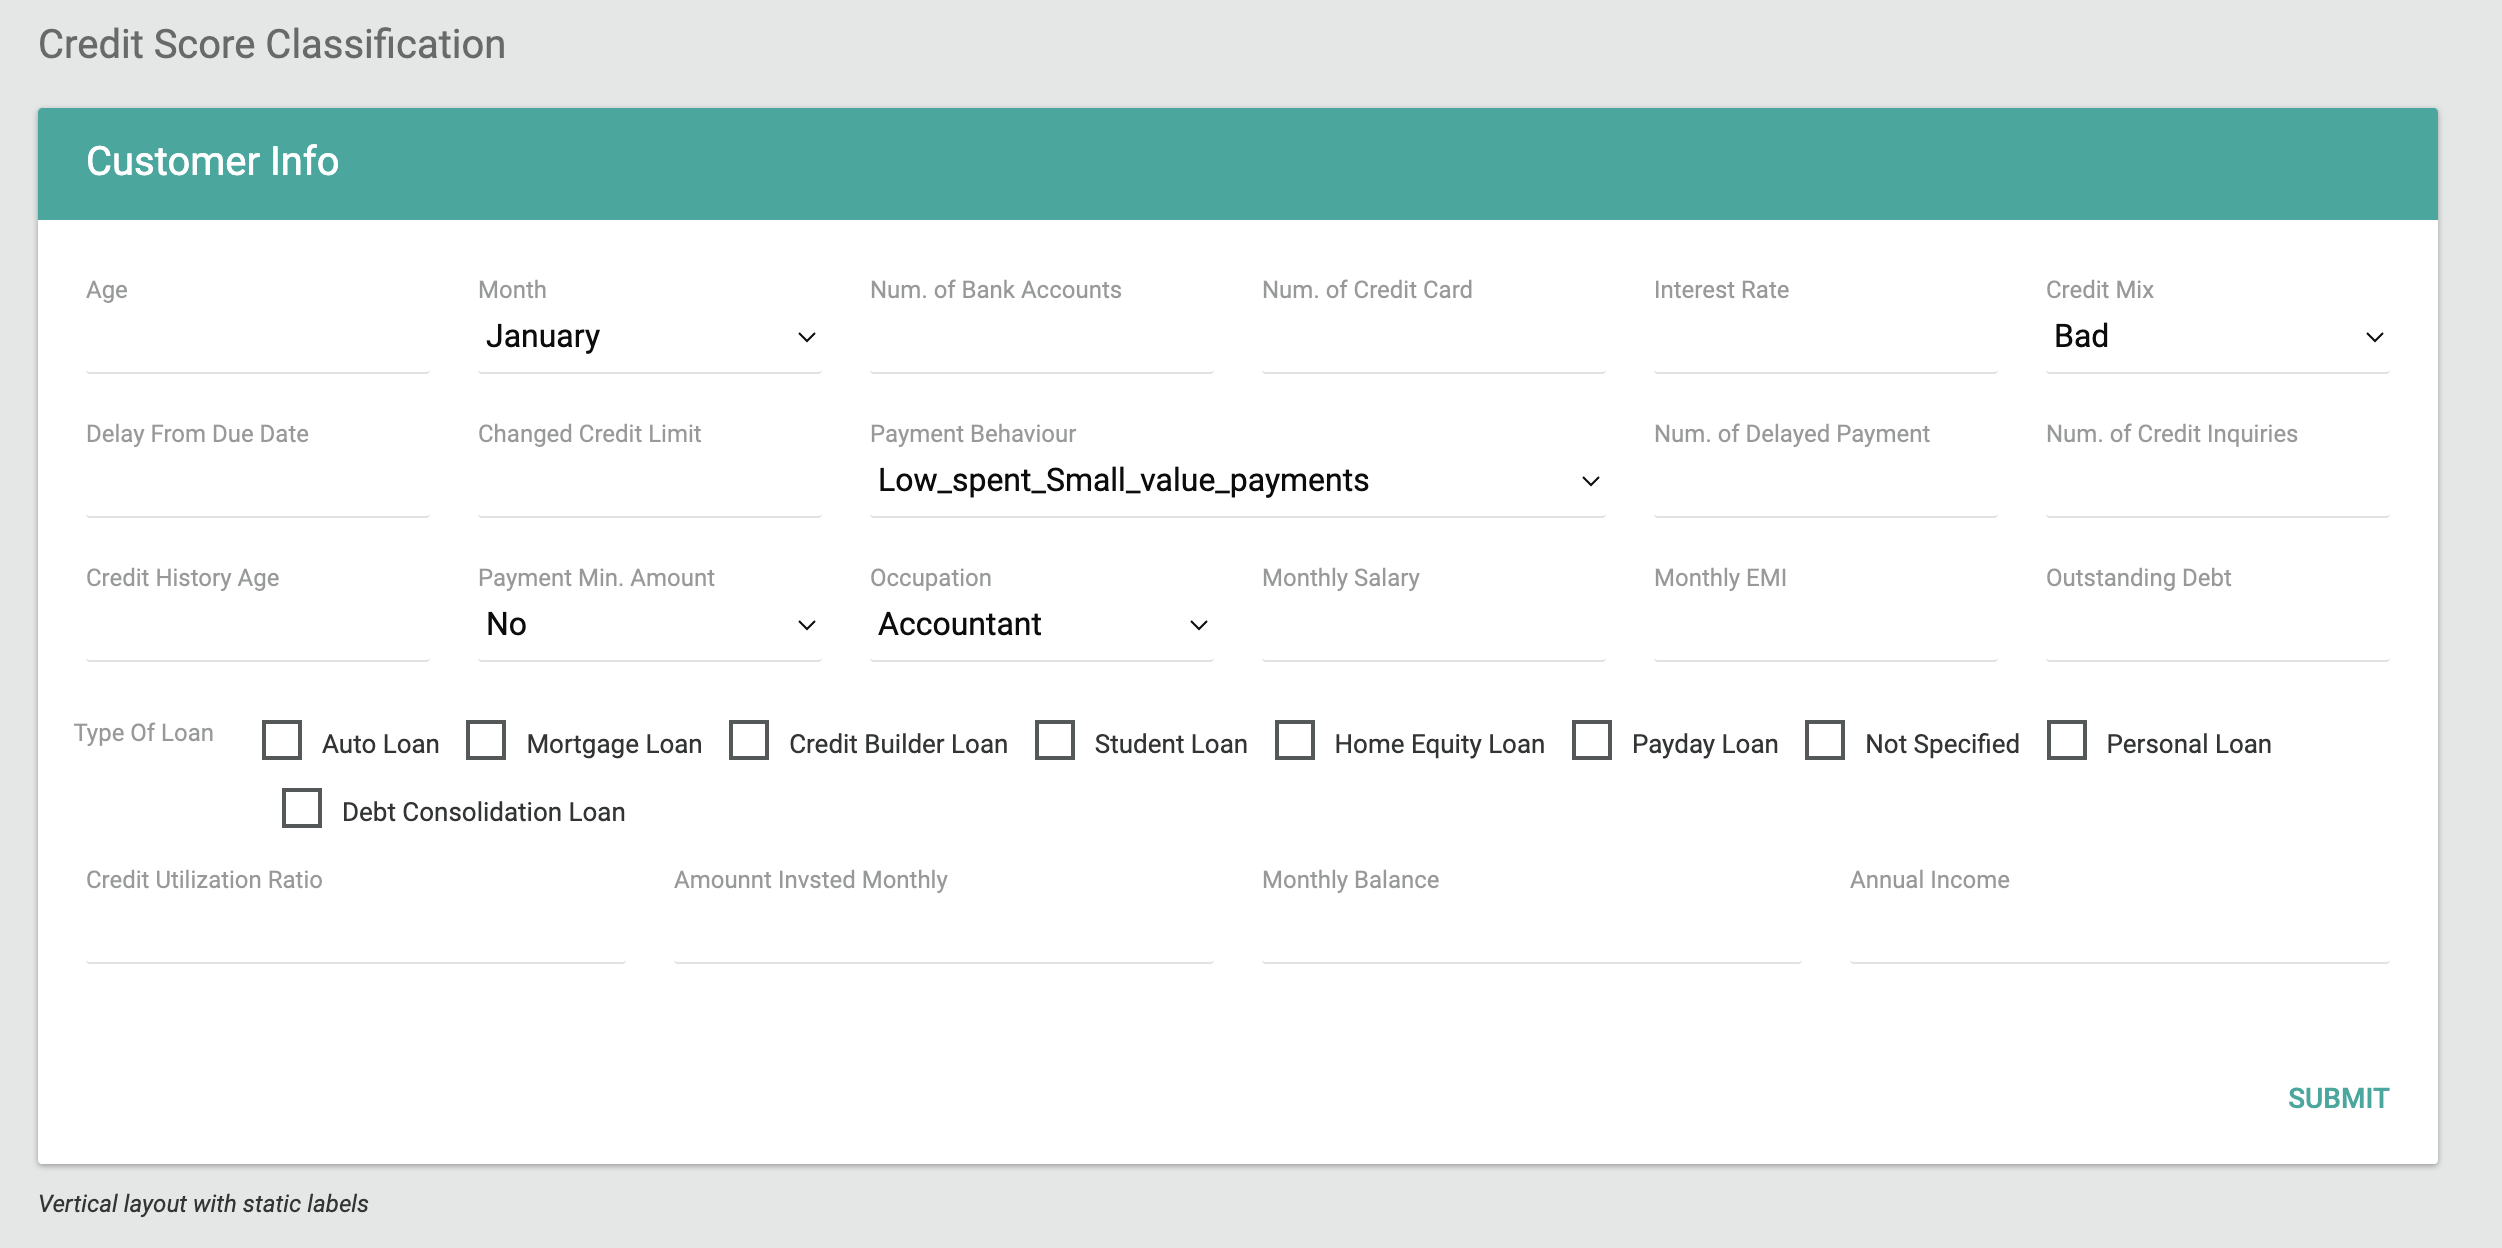 Credit Score Classification
Customer Info
Age Month Num. of Bank Accounts Num. of Credit Card Interest Rate Credit Mix
January Bad
Delay From Due Date Changed Credit Limit Payment Behaviour Num. of Delayed Payment Num. of Credit Inquiries
Low_spent_Small_value_payments
Credit History Age Payment Min. Amount Occupation Monthly Salary Monthly EMI Outstanding Debt
No Accountant
Type Of Loan Auto Loan Mortgage Loan Credit Builder Loan Student Loan Home Equity Loan Payday Loan Not Specified Personal Loan
Debt Consolidation Loan
Credit Utilization Ratio Amounnt Invsted Monthly Monthly Balance Annual Income
SUBMIT
Vertical layout with static labels